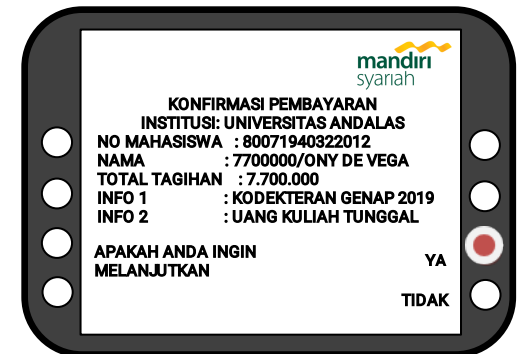 mandiri
syariah
KONFIRMASI PEMBAYARAN
INSTITUSI: UNIVERSITAS ANDALAS
NO MAHASISWA : 80071940322012
NAMA : 7700000/ONY DE VEGA
TOTAL TAGIHAN : 7.700.000
INFO 1 : KODEKTERAN GENAP 2019
INFO 2 : UANG KULIAH TUNGGAL
APAKAH ANDA INGIN
MELANJUTKAN
YA
TIDAK